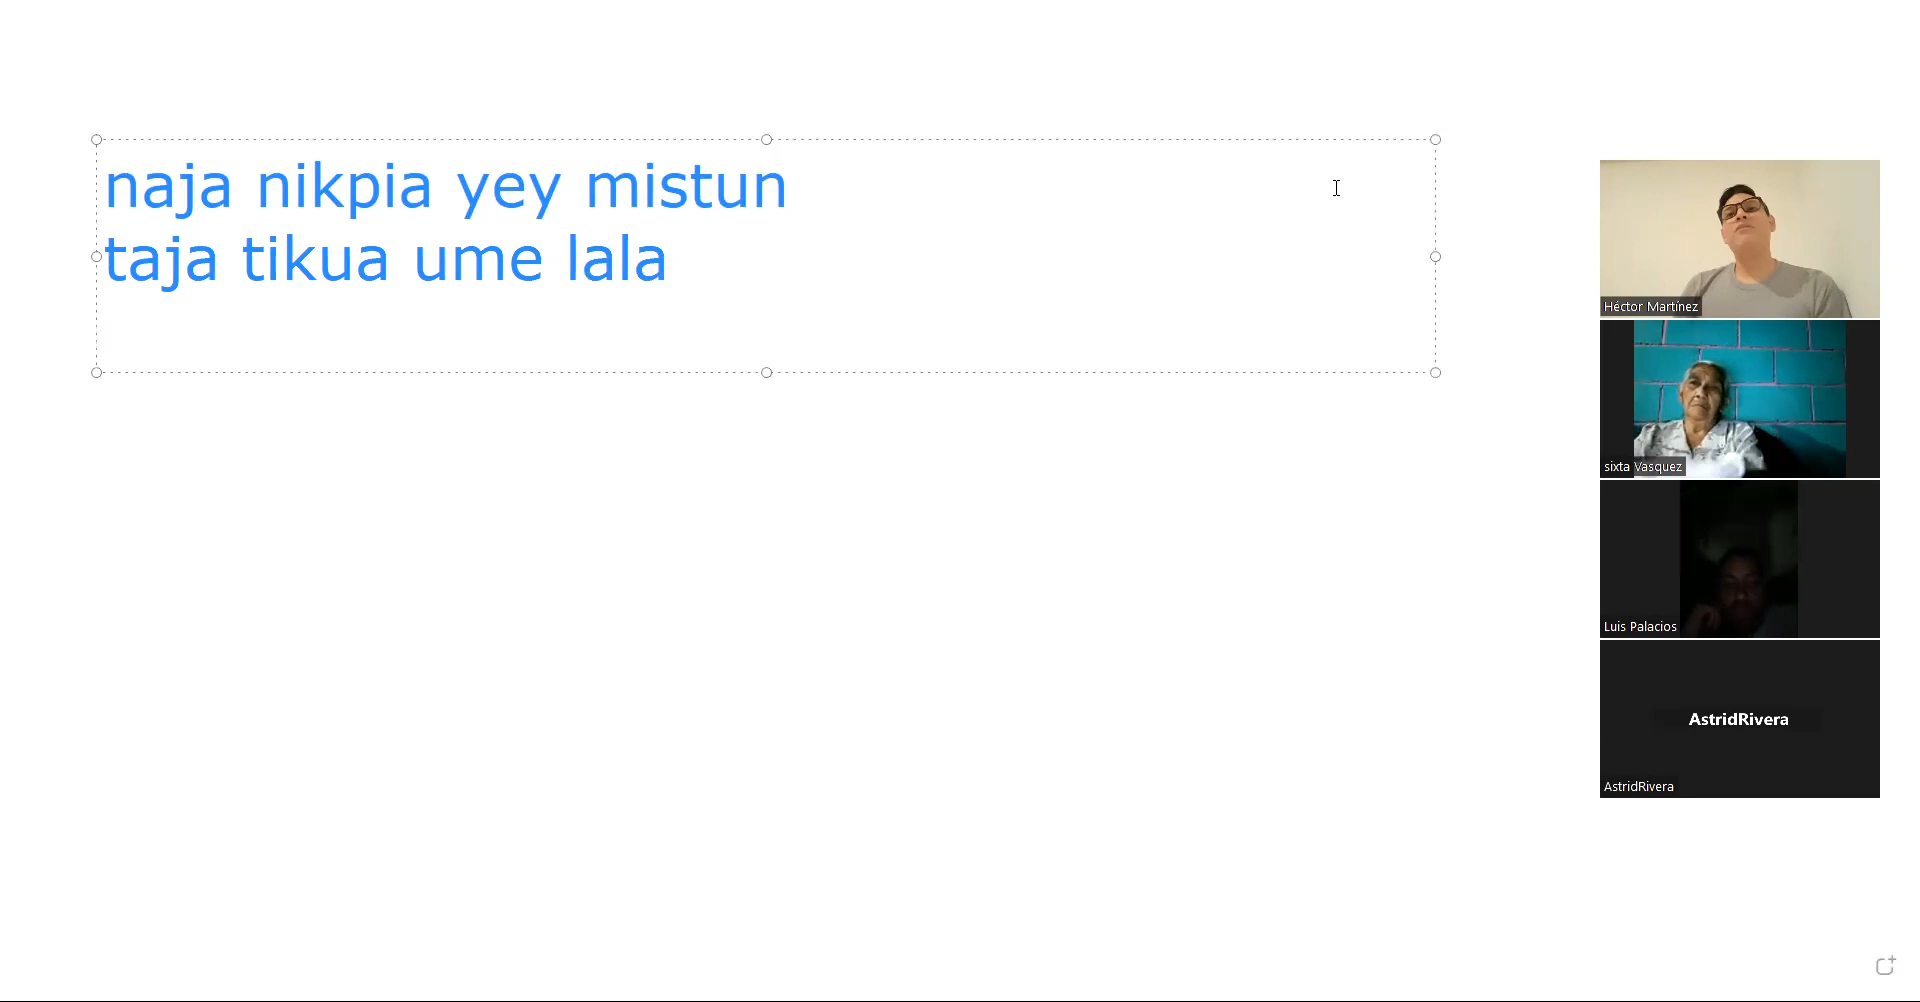 naja nikpia yey mistun
taja tikua ume lala
Héctor Martínez
sixta Vasquez
Luis Palacios
AstridRivera
AstridRivera